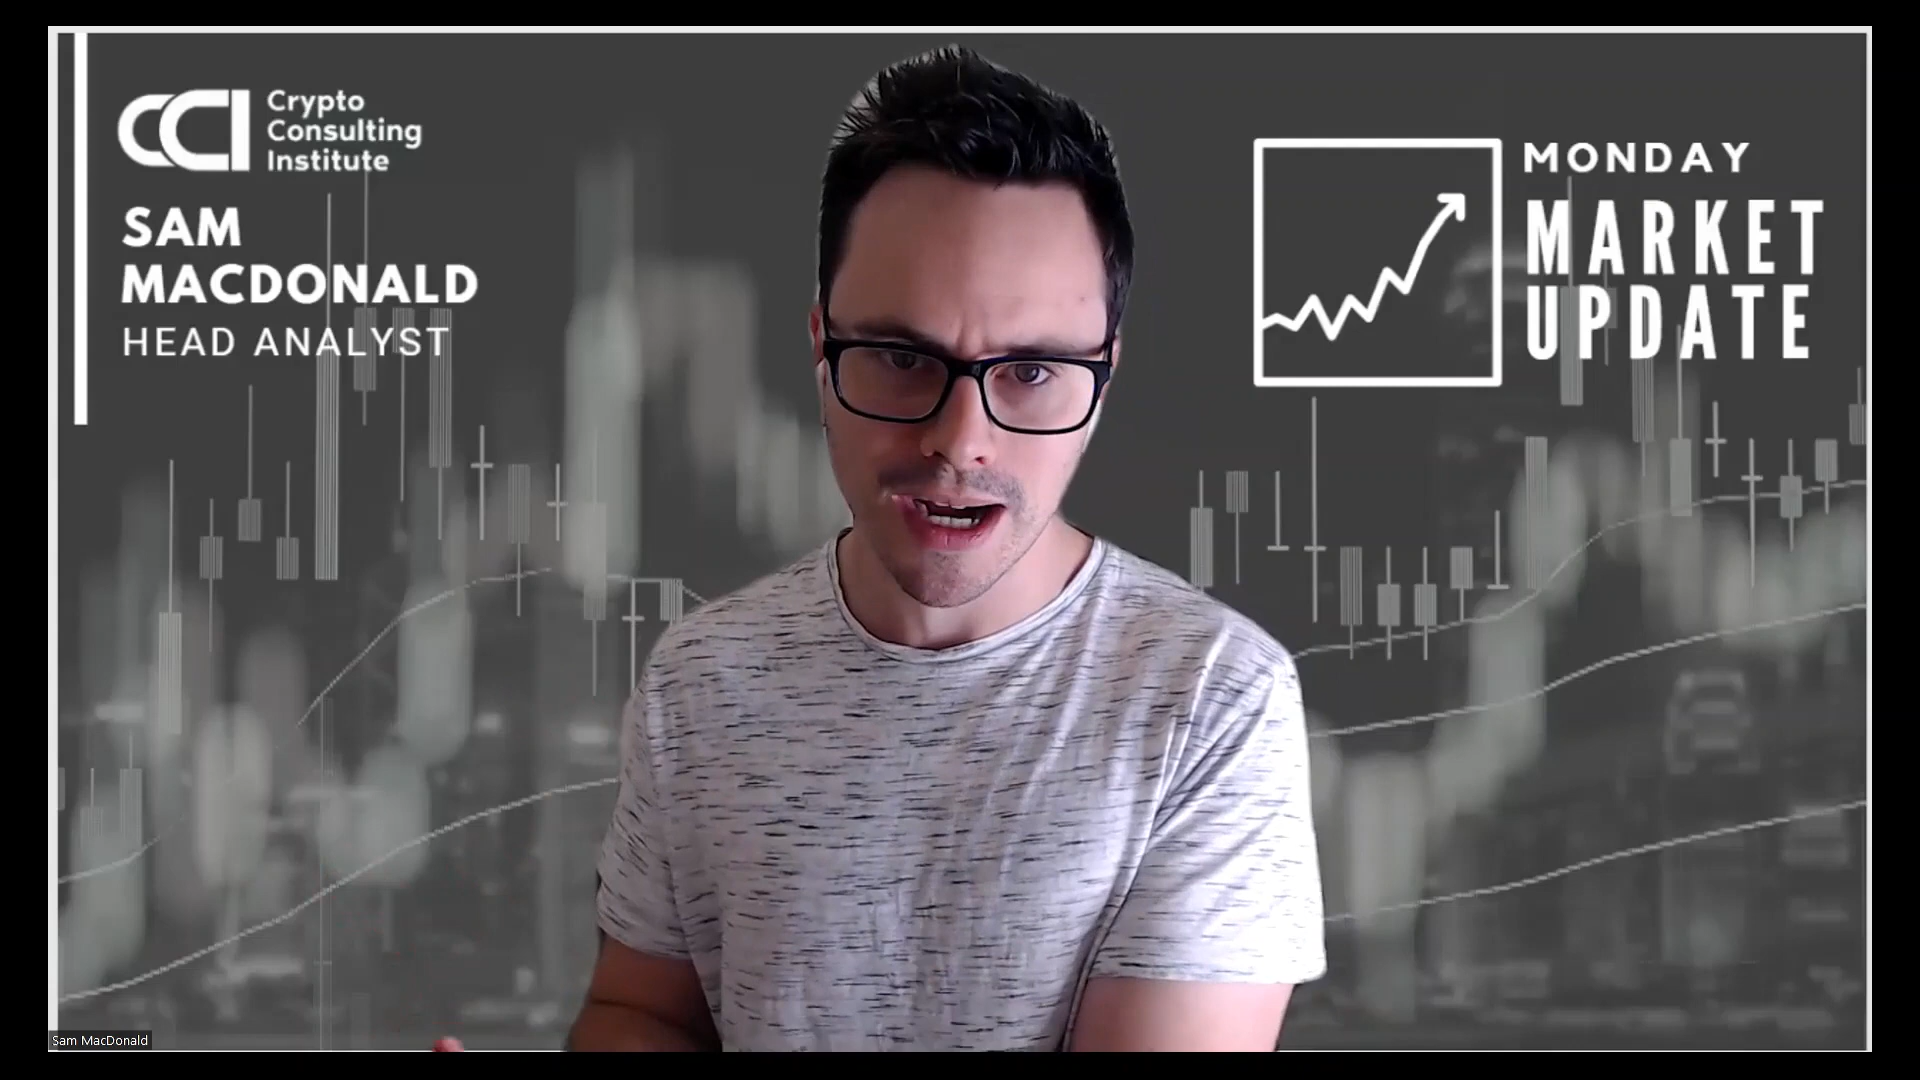 CCI
Crypto
Consulting
Institute
SAM
MACDONALD
HEAD ANALYST
MONDAY
MARKET
UPDATE
Sam MacDonald